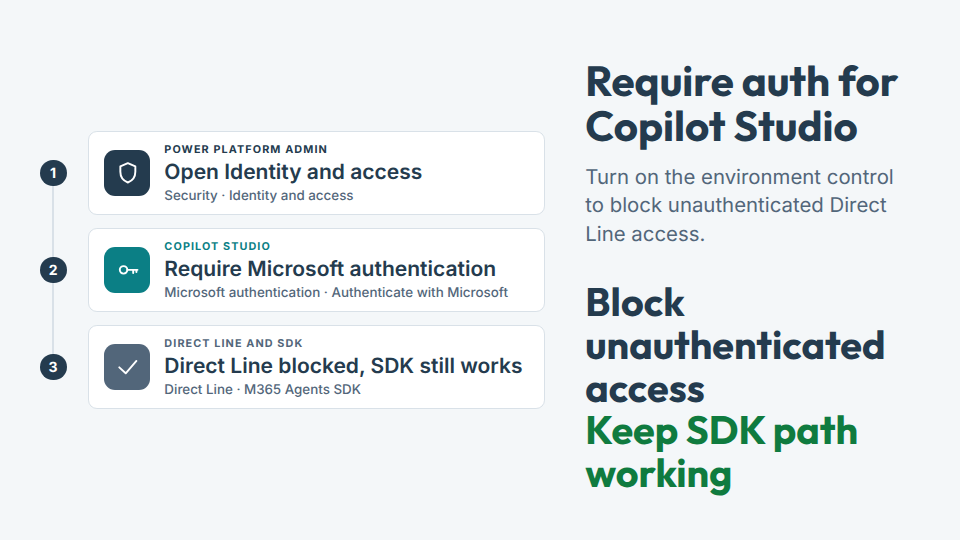 1
POWER PLATFORM ADMIN
Open Identity and access
Security · Identity and access
2
COPILOT STUDIO
Require Microsoft authentication
Microsoft authentication · Authenticate with Microsoft
3
DIRECT LINE AND SDK
Direct Line blocked, SDK still works
Direct Line · M365 Agents SDK
Require auth for
Copilot Studio
Turn on the environment control
to block unauthenticated Direct
Line access.
Block
unauthenticated
access
Keep SDK path
working